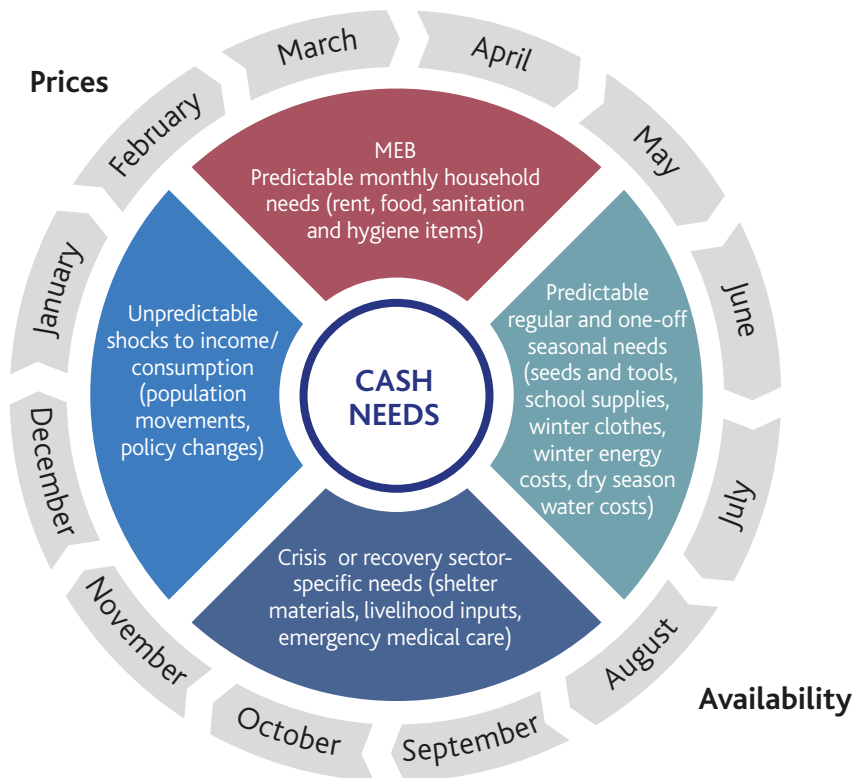 Prices
January
February
March
April
May
June
July
August
September
October
November
December
MEB
Predictable monthly household
needs (rent, food, sanitation
and hygiene items)
Predictable
regular and one-off
seasonal needs
(seeds and tools,
school supplies,
winter clothes,
winter energy
costs, dry season
water costs)
Crisis or recovery sector-
specific needs (shelter
materials, livelihood inputs,
emergency medical care)
Unpredictable
shocks to income/
consumption
(population
movements,
policy changes)
CASH
NEEDS
Availability